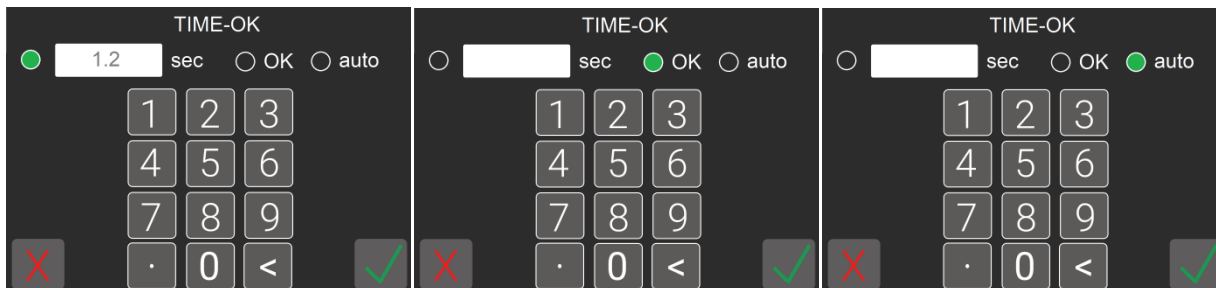 TIME-OK
1.2 sec OK auto
1 2 3
4 5 6
7 8 9
X . 0 <
TIME-OK
sec OK auto
1 2 3
4 5 6
7 8 9
X . 0 <
TIME-OK
sec OK auto
1 2 3
4 5 6
7 8 9
X . 0 <